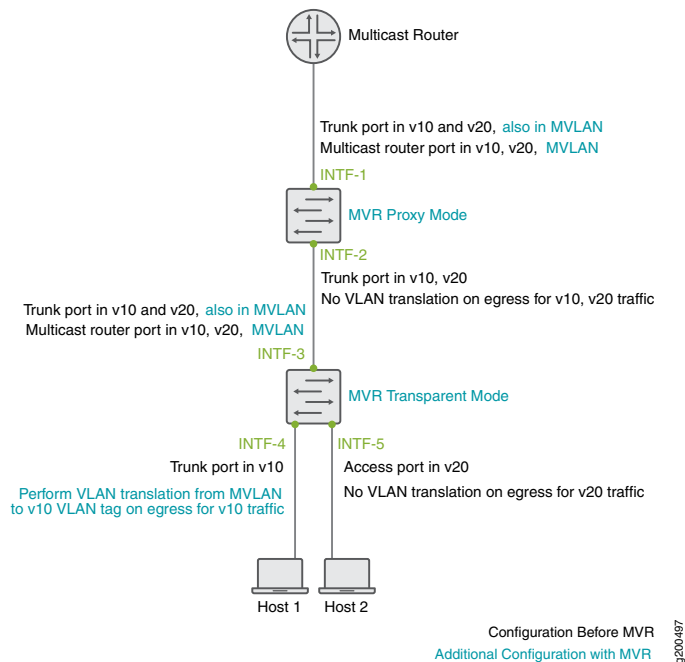 Multicast Router
Trunk port in v10 and v20, also in MVLAN
Multicast router port in v10, v20, MVLAN
INTF-1
MVR Proxy Mode
INTF-2
Trunk port in v10, v20
No VLAN translation on egress for v10, v20 traffic
Trunk port in v10 and v20, also in MVLAN
Multicast router port in v10, v20, MVLAN
INTF-3
MVR Transparent Mode
INTF-4
INTF-5
Trunk port in v10
Access port in v20
Perform VLAN translation from MVLAN
to v10 VLAN tag on egress for v10 traffic
No VLAN translation on egress for v20 traffic
Host 1
Host 2
Configuration Before MVR
Additional Configuration with MVR
g200497